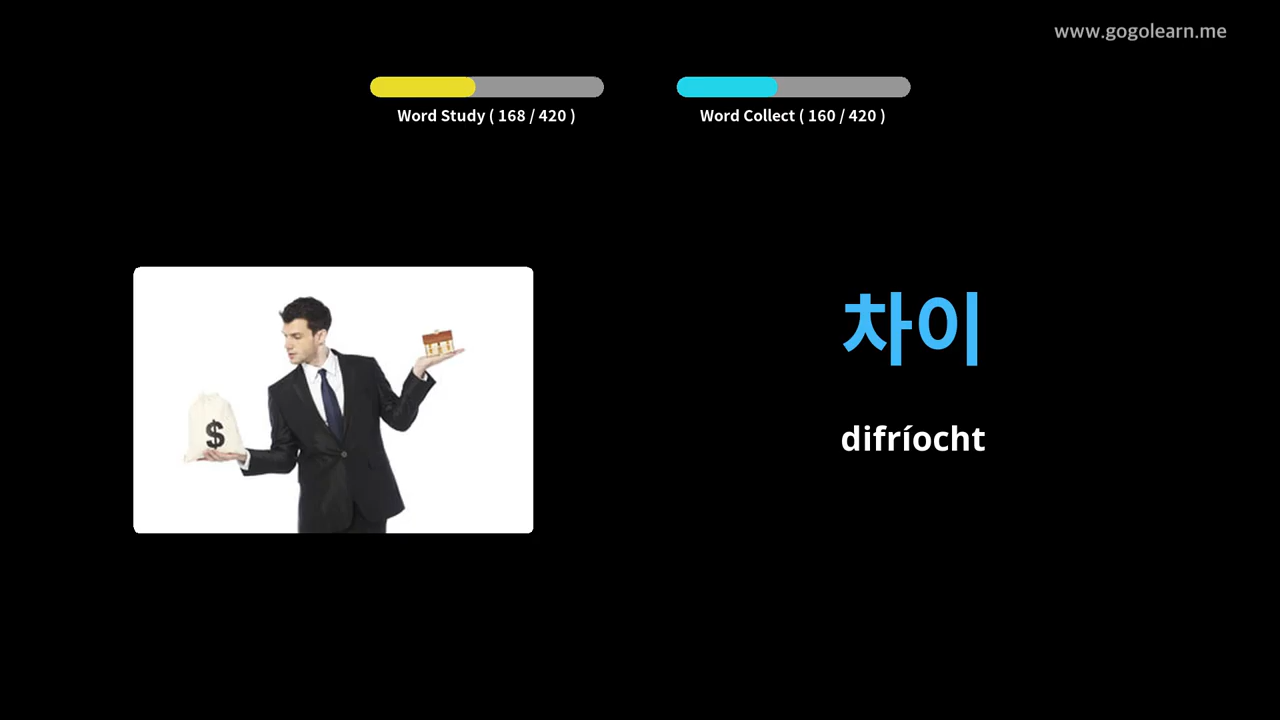 www.gogolearn.me
Word Study ( 168 / 420 )
Word Collect ( 160 / 420 )
차이
difríocht
$